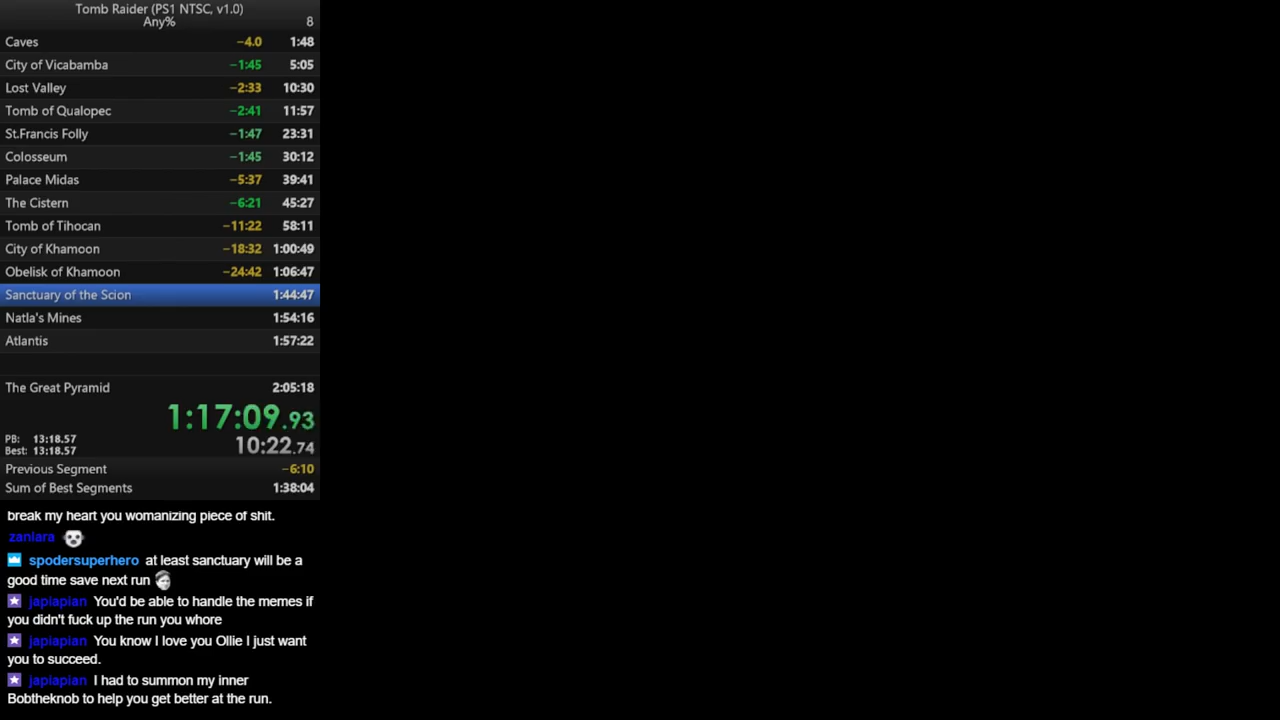 Tomb Raider (PS1 NTSC, v1.0)
Any% 8
Caves −4.0 1:48
City of Vicabamba −1:45 5:05
Lost Valley −2:33 10:30
Tomb of Qualopec −2:41 11:57
St.Francis Folly −1:47 23:31
Colosseum −1:45 30:12
Palace Midas −5:37 39:41
The Cistern −6:21 45:27
Tomb of Tihocan −11:22 58:11
City of Khamoon −18:32 1:00:49
Obelisk of Khamoon −24:42 1:06:47
Sanctuary of the Scion 1:44:47
Natla's Mines 1:54:16
Atlantis 1:57:22
The Great Pyramid 2:05:18
1:17:09.93
PB: 13:18.57
Best: 13:18.57
10:22.74
Previous Segment −6:10
Sum of Best Segments 1:38:04
break my heart you womanizing piece of shit.
zanlara
spodersuperhero at least sanctuary will be a
good time save next run
japiapian You'd be able to handle the memes if
you didn't fuck up the run you whore
japiapian You know I love you Ollie I just want
you to succeed.
japiapian I had to summon my inner
Bobtheknob to help you get better at the run.